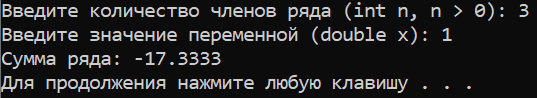 Введите количество членов ряда (int n, n > 0): 3
Введите значение переменной (double x): 1
Сумма ряда: -17.3333
Для продолжения нажмите любую клавишу . . .